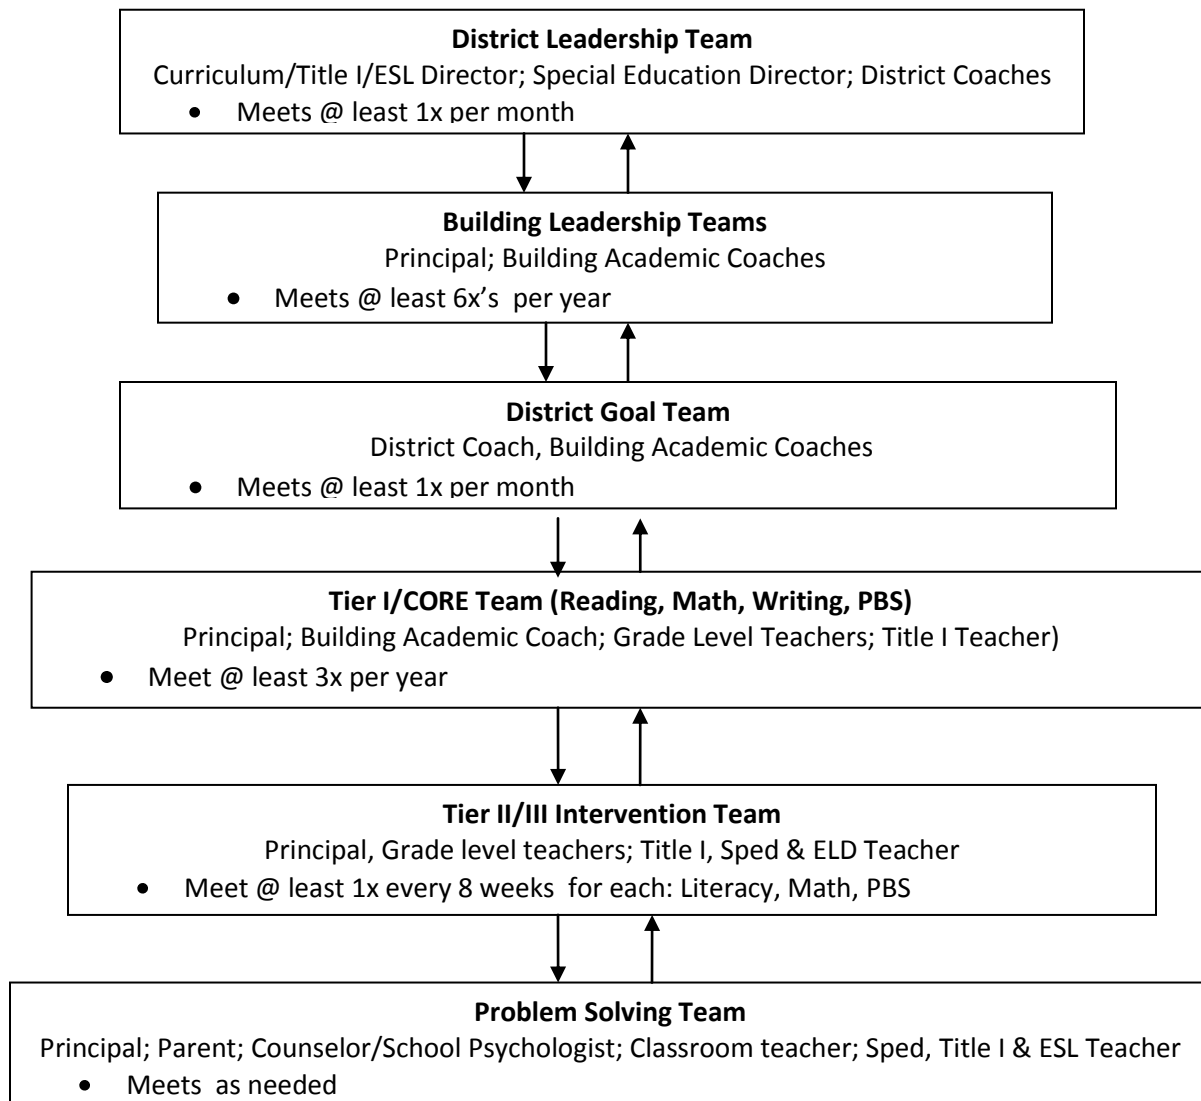 District Leadership Team
Curriculum/Title I/ESL Director; Special Education Director; District Coaches
• Meets @ least 1x per month
Building Leadership Teams
Principal; Building Academic Coaches
• Meets @ least 6x's  per year
District Goal Team
District Coach, Building Academic Coaches
• Meets @ least 1x per month
Tier I/CORE Team (Reading, Math, Writing, PBS)
Principal; Building Academic Coach; Grade Level Teachers; Title I Teacher)
• Meet @ least 3x per year
Tier II/III Intervention Team
Principal, Grade level teachers; Title I, Sped & ELD Teacher
• Meet @ least 1x every 8 weeks  for each: Literacy, Math, PBS
Problem Solving Team
Principal; Parent; Counselor/School Psychologist; Classroom teacher; Sped, Title I & ESL Teacher
• Meets  as needed